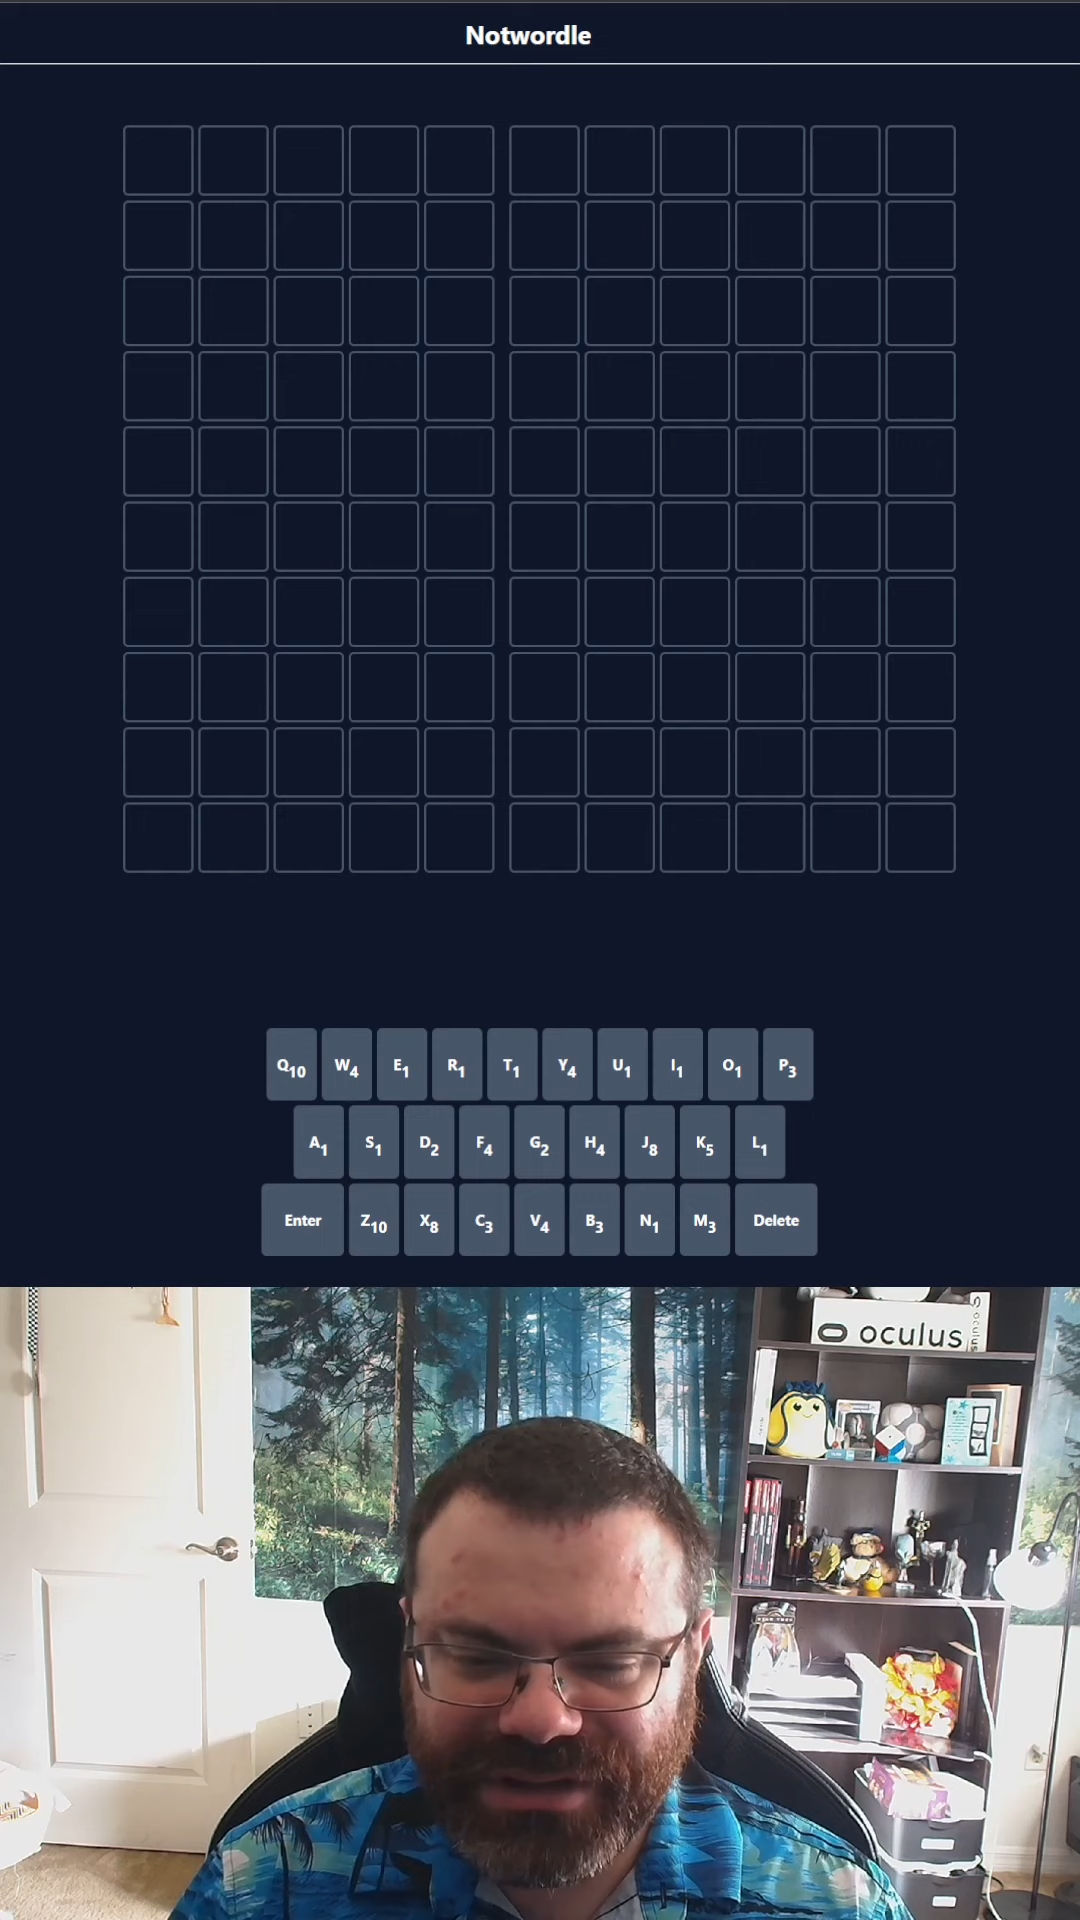 Notwordle
Q10 W4 E1 R1 T1 Y4 U1 I1 O1 P3
A1 S1 D2 F4 G2 H4 J8 K5 L1
Enter Z10 X8 C3 V4 B3 N1 M3 Delete
oculus
oculus